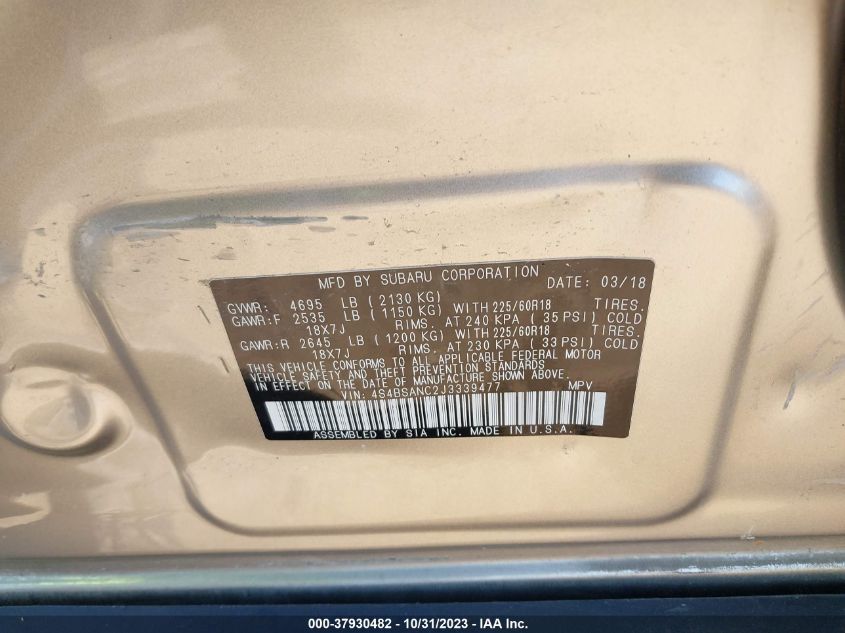 MFD BY SUBARU CORPORATION DATE: 03/18
GVWR: 4695 LB ( 2130 KG)
GAWR:F 2535 LB ( 1150 KG) WITH 225/60R18 TIRES.
18X7J RIMS. AT 240 KPA ( 35 PSI) COLD
GAWR:R 2645 LB ( 1200 KG) WITH 225/60R18 TIRES.
18X7J RIMS. AT 230 KPA ( 33 PSI) COLD
THIS VEHICLE CONFORMS TO ALL APPLICABLE FEDERAL MOTOR
VEHICLE SAFETY AND THEFT PREVENTION STANDARDS
IN EFFECT ON THE DATE OF MANUFACTURE SHOWN ABOVE.
VIN: 4S4BSANC2J3339477 MPV
ASSEMBLED BY SIA INC. MADE IN U.S.A.
000-37930482 - 10/31/2023 - IAA Inc.